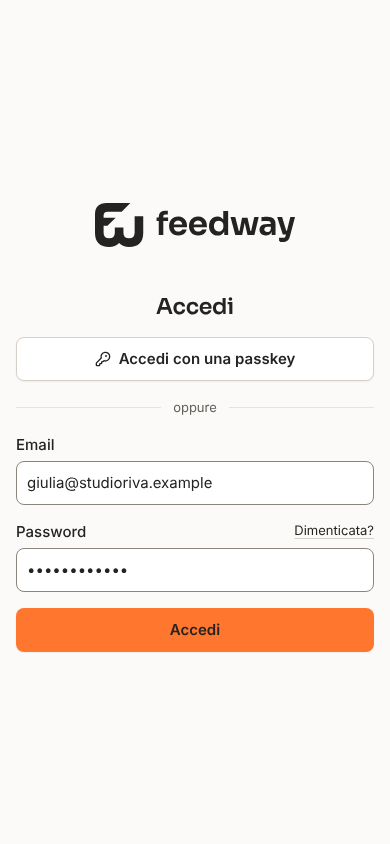 feedway
Accedi
Accedi con una passkey
oppure
Email
giulia@studioriva.example
Password
Dimenticata?
••••••••••••
Accedi